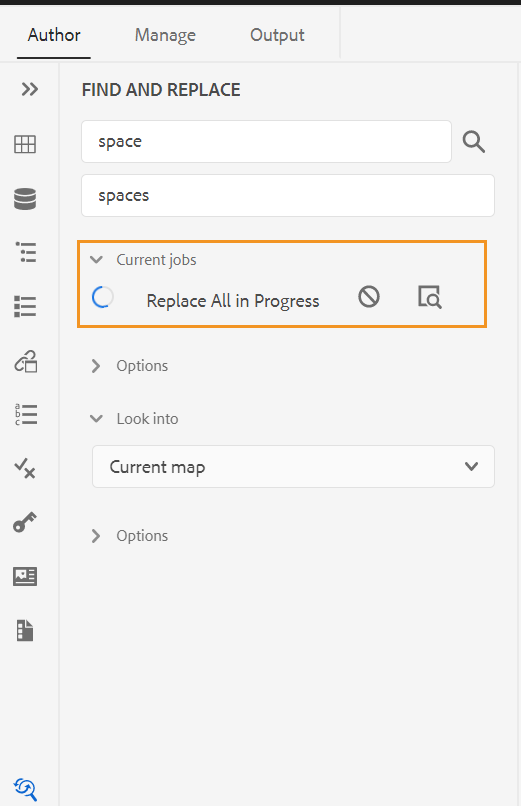 Author Manage Output
FIND AND REPLACE
space
spaces
Current jobs
Replace All in Progress
Options
Look into
Current map
Options
a
b
c